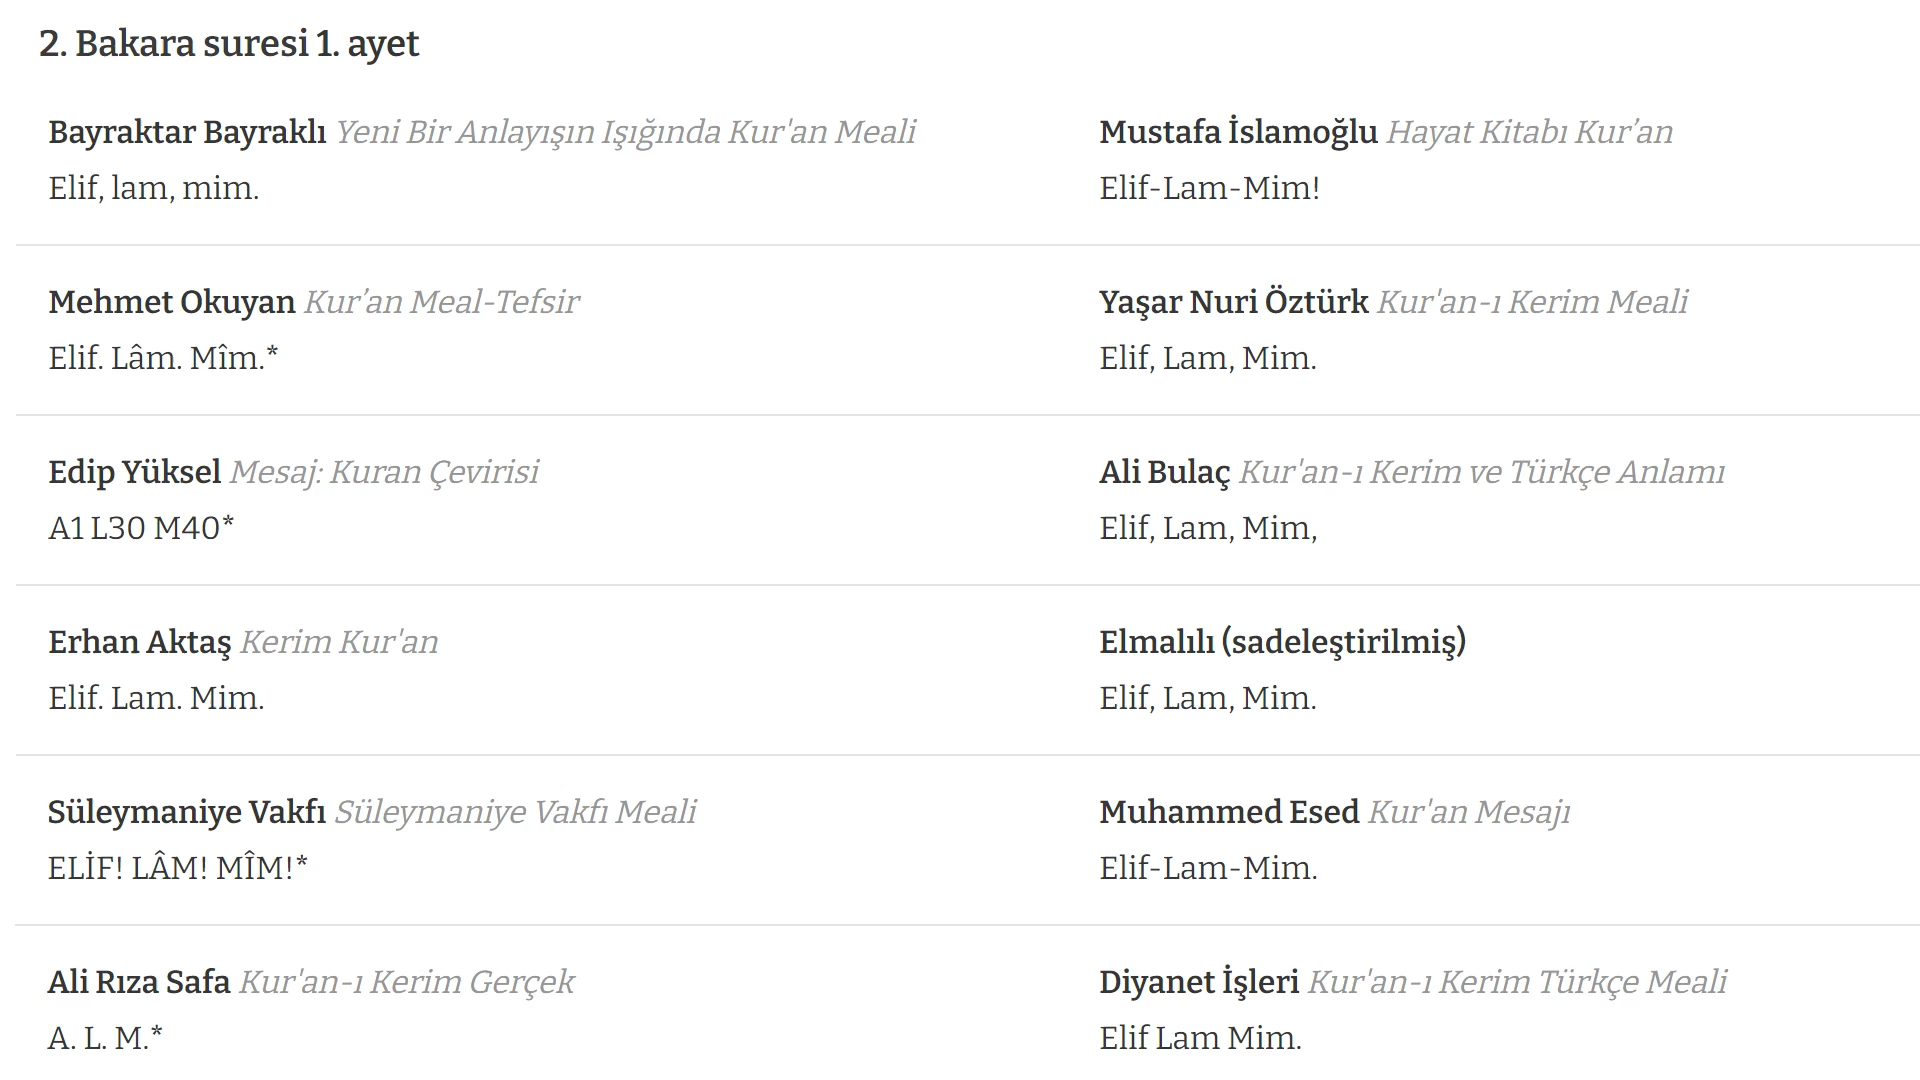 2. Bakara suresi 1. ayet
Bayraktar Bayraklı Yeni Bir Anlayışın Işığında Kur'an Meali
Elif, lam, mim.
Mustafa İslamoğlu Hayat Kitabı Kur’an
Elif-Lam-Mim!
Mehmet Okuyan Kur’an Meal-Tefsir
Elif. Lâm. Mîm.*
Yaşar Nuri Öztürk Kur'an-ı Kerim Meali
Elif, Lam, Mim.
Edip Yüksel Mesaj: Kuran Çevirisi
A1 L30 M40*
Ali Bulaç Kur'an-ı Kerim ve Türkçe Anlamı
Elif, Lam, Mim,
Erhan Aktaş Kerim Kur'an
Elif. Lam. Mim.
Elmalılı (sadeleştirilmiş)
Elif, Lam, Mim.
Süleymaniye Vakfı Süleymaniye Vakfı Meali
ELİF! LÂM! MÎM!*
Muhammed Esed Kur'an Mesajı
Elif-Lam-Mim.
Ali Rıza Safa Kur'an-ı Kerim Gerçek
A. L. M.*
Diyanet İşleri Kur'an-ı Kerim Türkçe Meali
Elif Lam Mim.